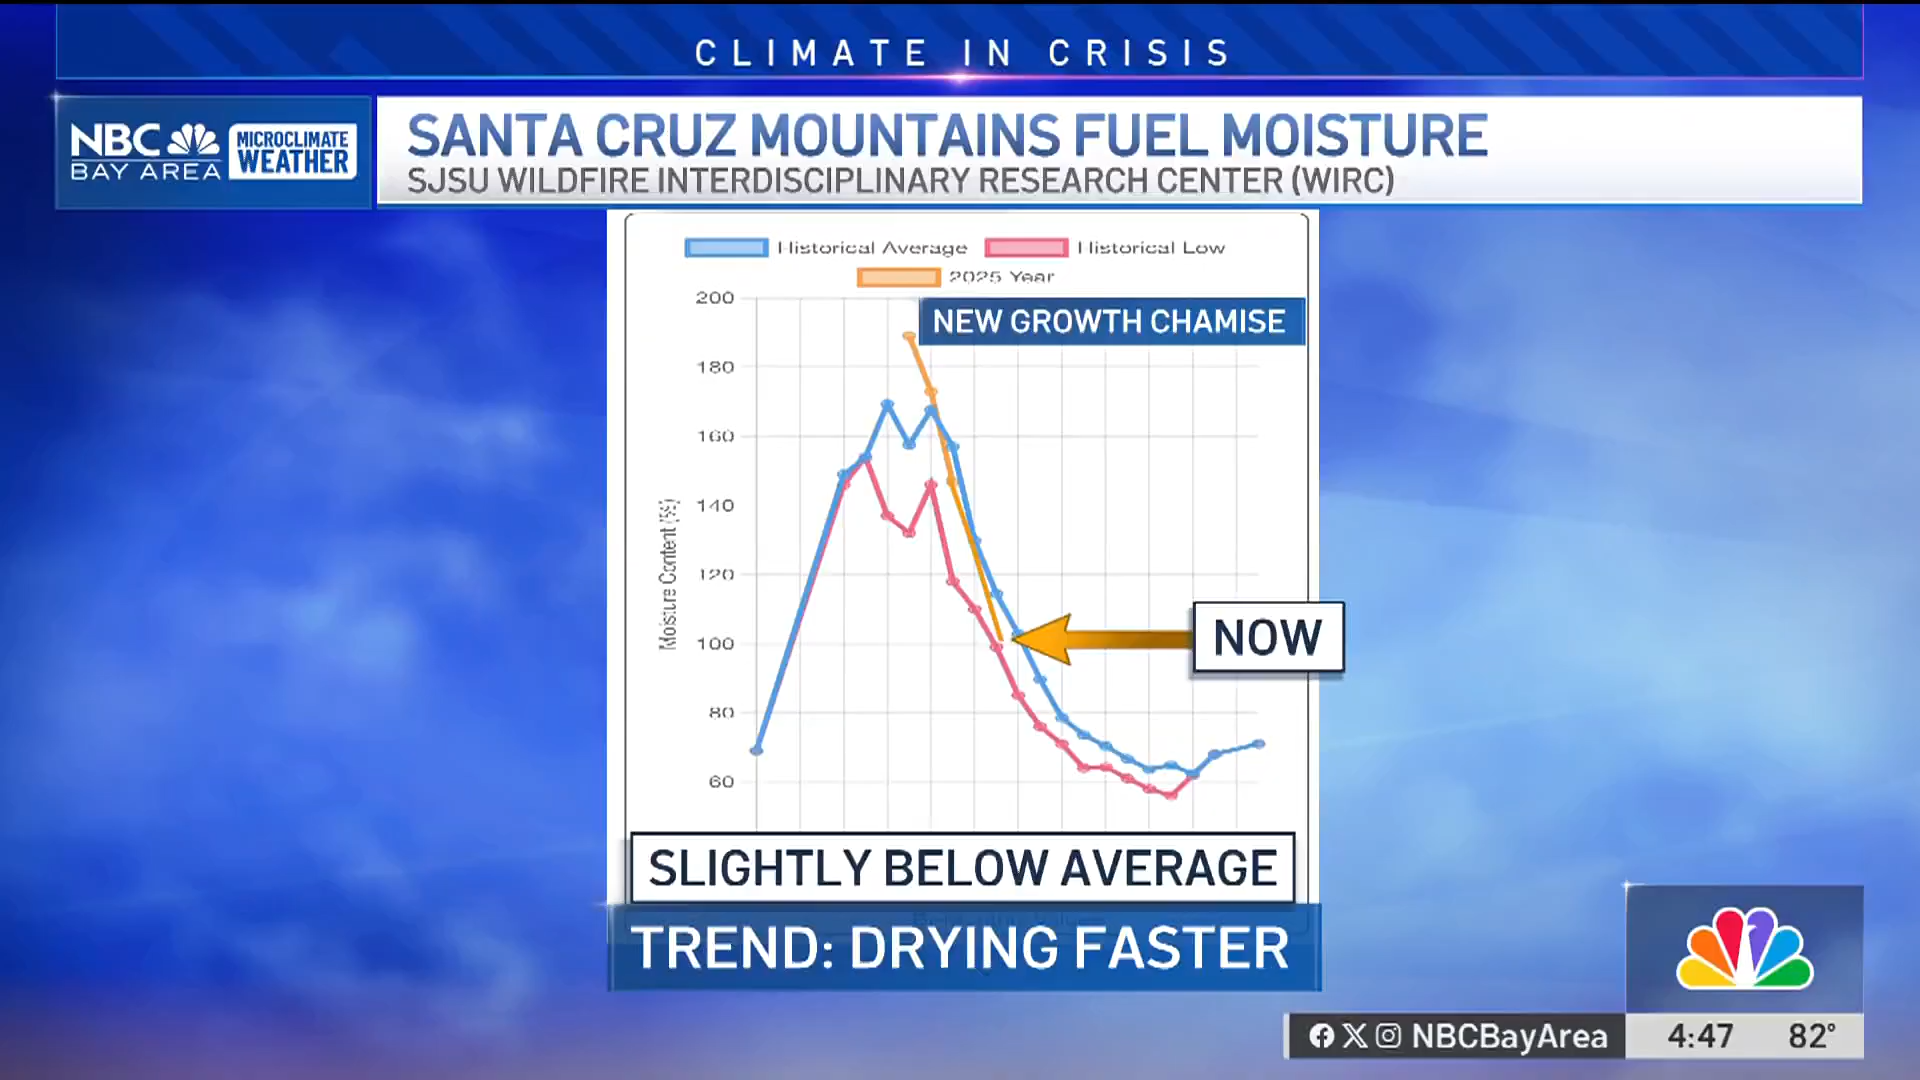 CLIMATE IN CRISIS
NBC
BAY AREA
MICROCLIMATE
WEATHER
SANTA CRUZ MOUNTAINS FUEL MOISTURE
SJSU WILDFIRE INTERDISCIPLINARY RESEARCH CENTER (WIRC)
Historical Average
Historical Low
2025 Year
NEW GROWTH CHAMISE
Moisture Content (%)
200
180
160
140
120
100
80
60
NOW
SLIGHTLY BELOW AVERAGE
TREND: DRYING FASTER
NBCBayArea
4:47 82°